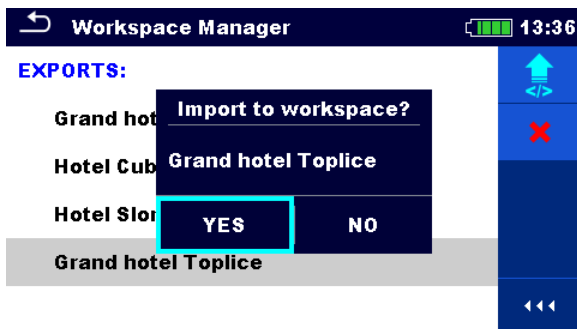 Workspace Manager
13:36
EXPORTS:
</>
Grand hot
Import to workspace?
Hotel Cub
Grand hotel Toplice
Hotel Slon
YES
NO
Grand hotel Toplice